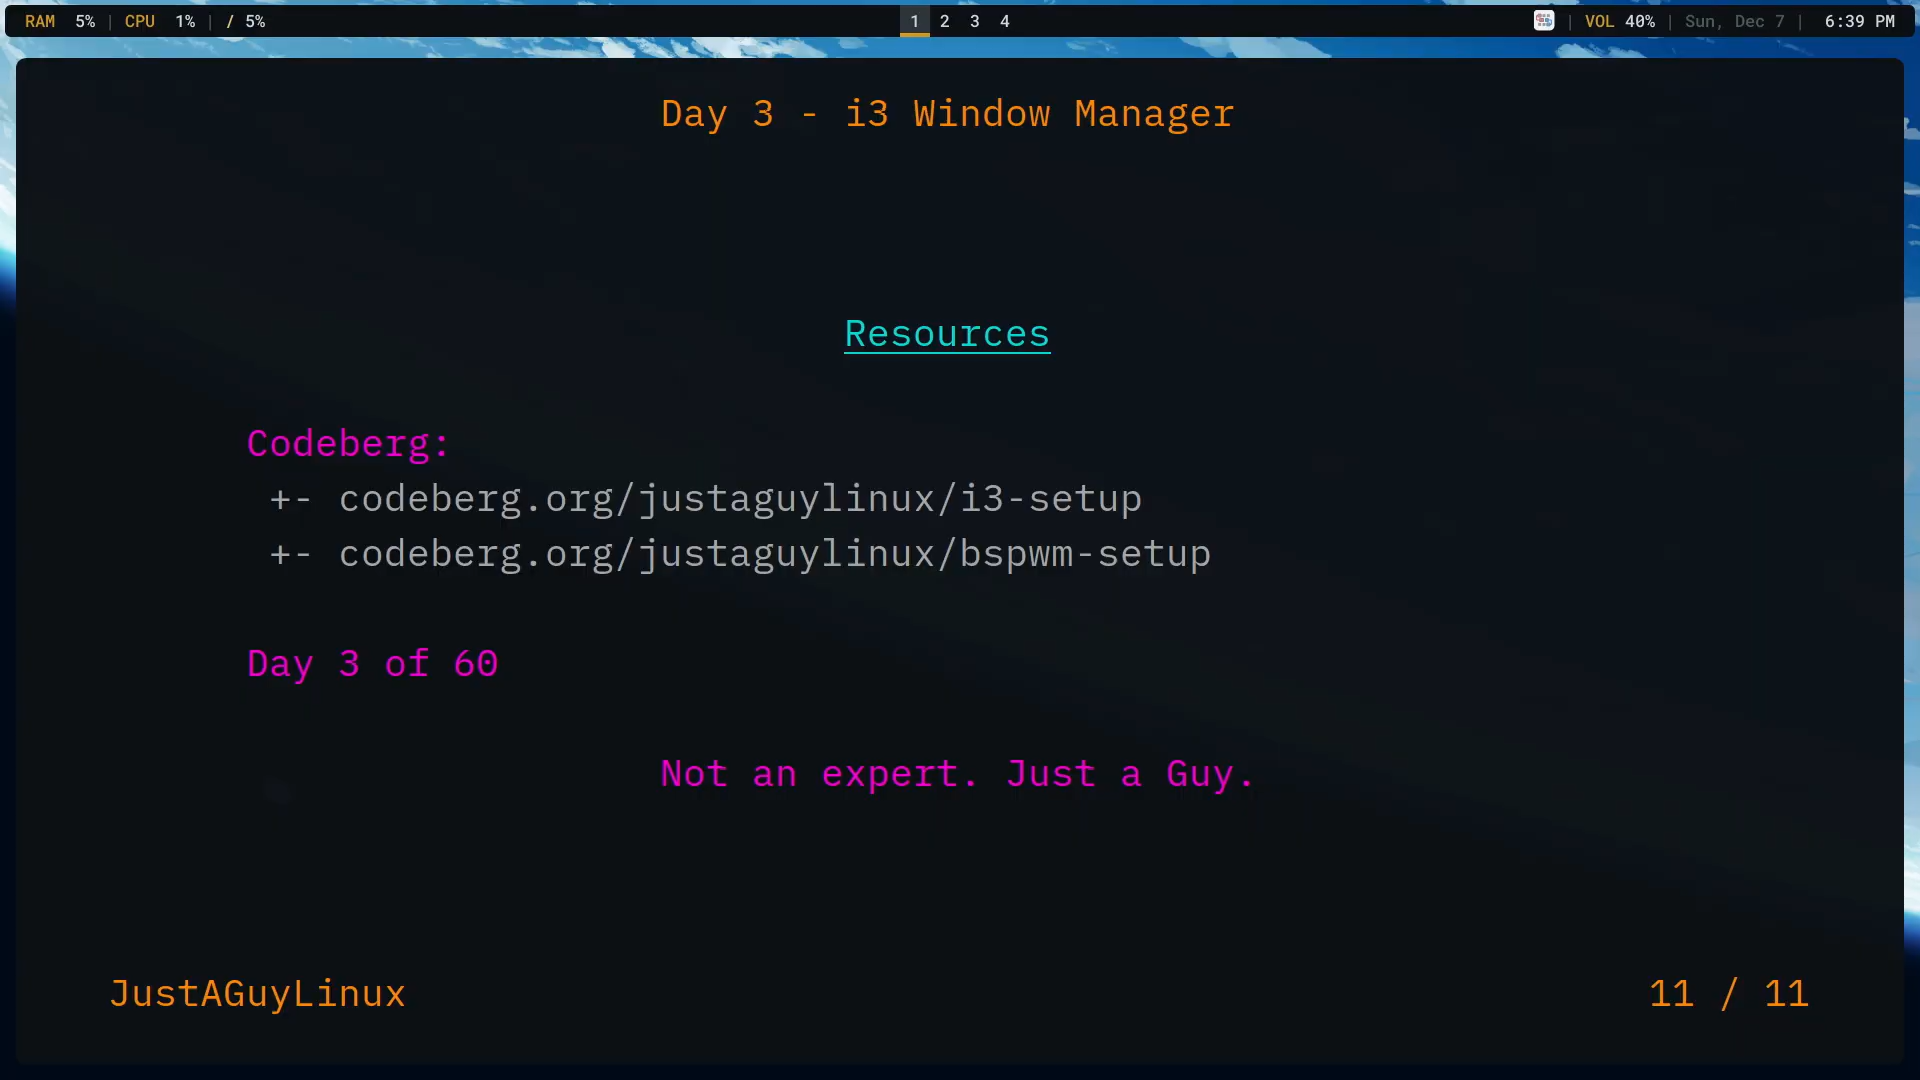 RAM 5% | CPU 1% | / 5%
1 2 3 4
| VOL 40% | Sun, Dec 7 | 6:39 PM
Day 3 - i3 Window Manager
Resources
Codeberg:
+- codeberg.org/justaguylinux/i3-setup
+- codeberg.org/justaguylinux/bspwm-setup
Day 3 of 60
Not an expert. Just a Guy.
JustAGuyLinux
11 / 11